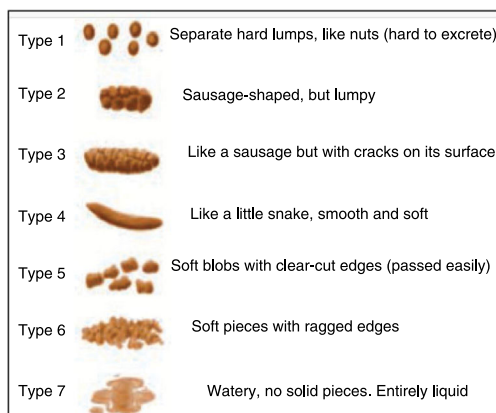 Type 1 Separate hard lumps, like nuts (hard to excrete)
Type 2 Sausage-shaped, but lumpy
Type 3 Like a sausage but with cracks on its surface
Type 4 Like a little snake, smooth and soft
Type 5 Soft blobs with clear-cut edges (passed easily)
Type 6 Soft pieces with ragged edges
Type 7 Watery, no solid pieces. Entirely liquid